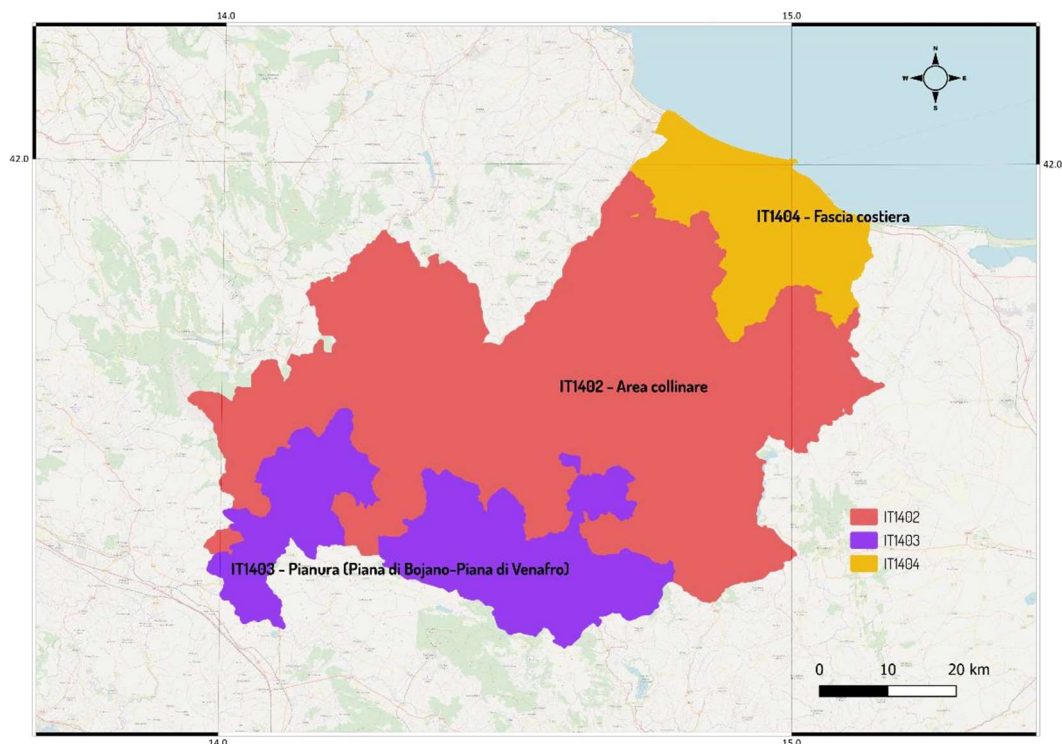 14.0
15.0
N
W
E
S
42.0
42.0
IT1404 - Fascia costiera
IT1402 - Area collinare
IT1402
IT1403
IT1404
IT1403 - Pianura (Piana di Bojano-Piana di Venafro)
0
10
20 km
14.0
15.0